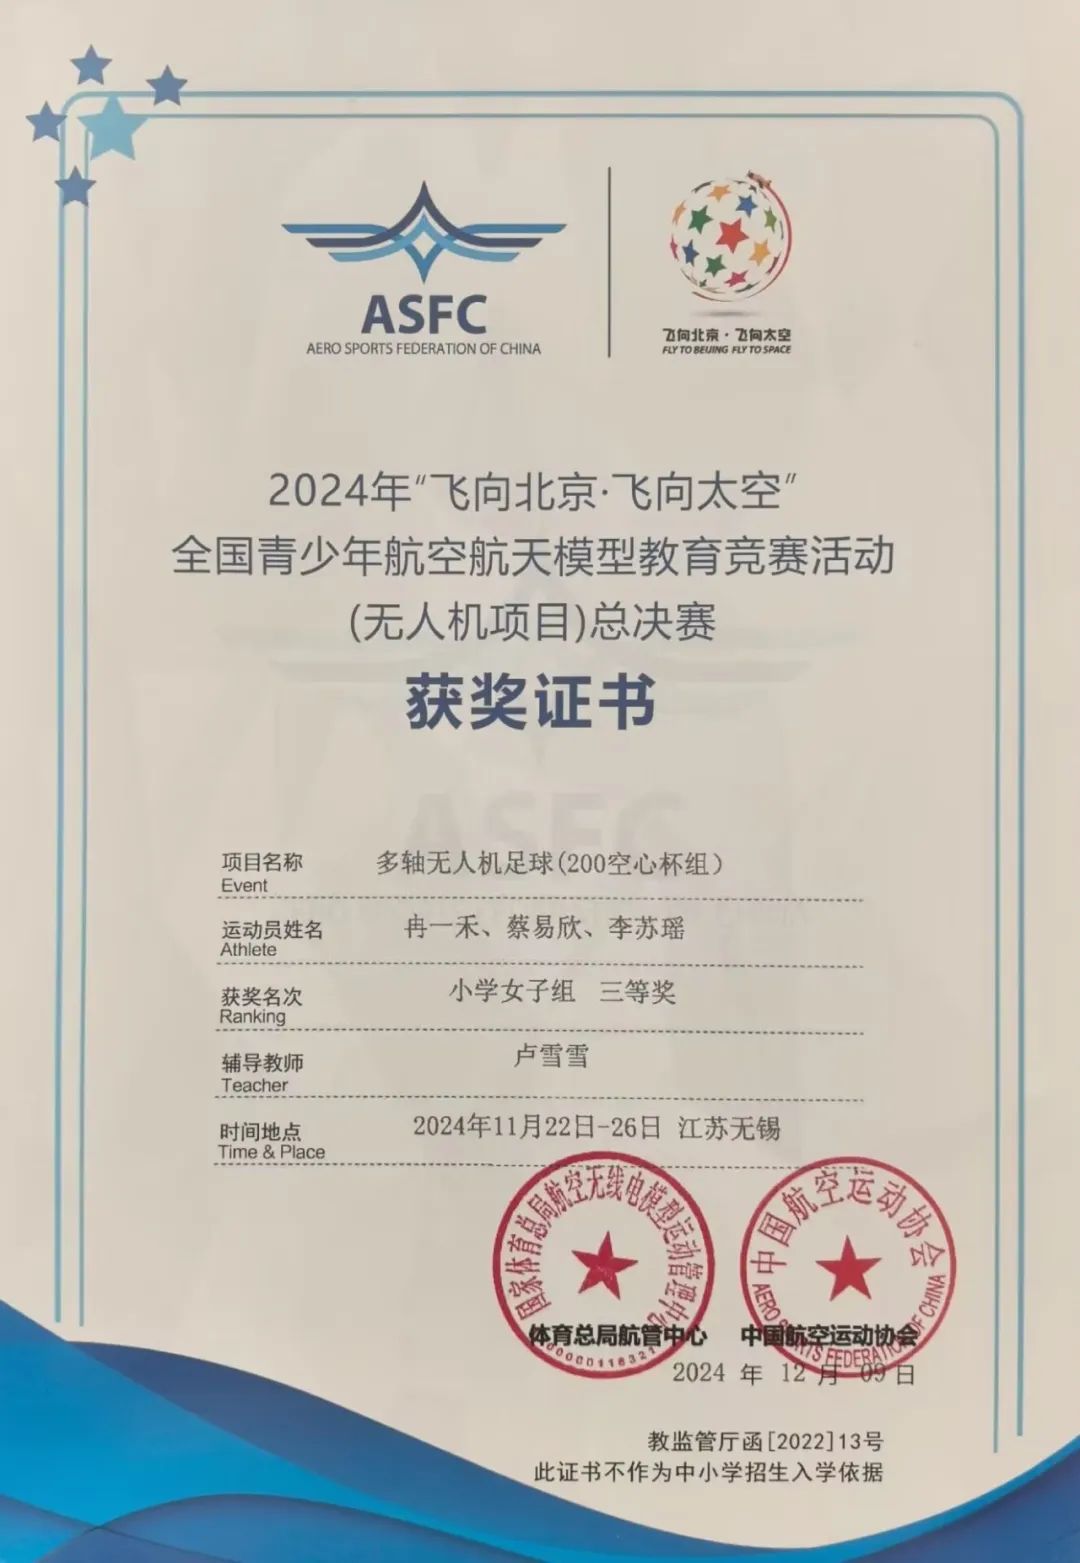 ASFC
AERO SPORTS FEDERATION OF CHINA
飞向北京·飞向太空
FLY TO BEIJING FLY TO SPACE
2024年“飞向北京·飞向太空”
全国青少年航空航天模型教育竞赛活动
(无人机项目)总决赛
获奖证书
项目名称 多轴无人机足球(200空心杯组)
Event
运动员姓名 冉一禾、蔡易欣、李苏瑶
Athlete
获奖名次 小学女子组 三等奖
Ranking
辅导教师 卢雪雪
Teacher
时间地点 2024年11月22日-26日 江苏无锡
Time & Place
国家体育总局航空无线电模型运动管理中心
中国航空运动协会
AERO SPORTS FEDERATION OF CHINA
体育总局航管中心 中国航空运动协会
2024 年 12 月 09 日
教监管厅函[2022]13号
此证书不作为中小学招生入学依据